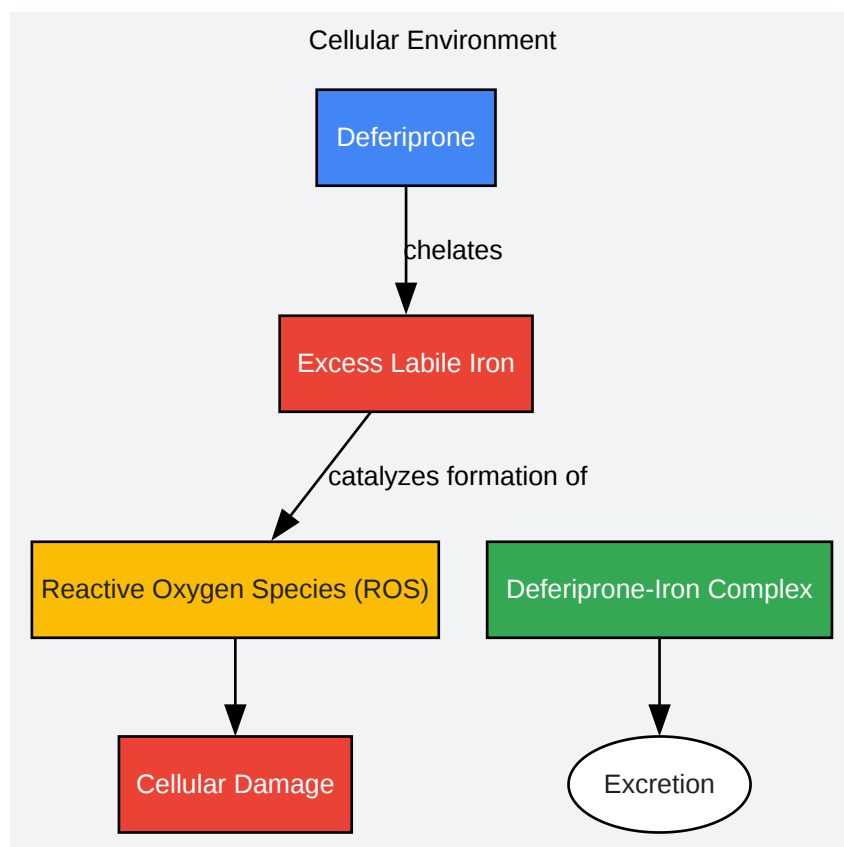 Cellular Environment
Deferiprone
chelates
Excess Labile Iron
catalyzes formation of
Reactive Oxygen Species (ROS)
Deferiprone-Iron Complex
Cellular Damage
Excretion